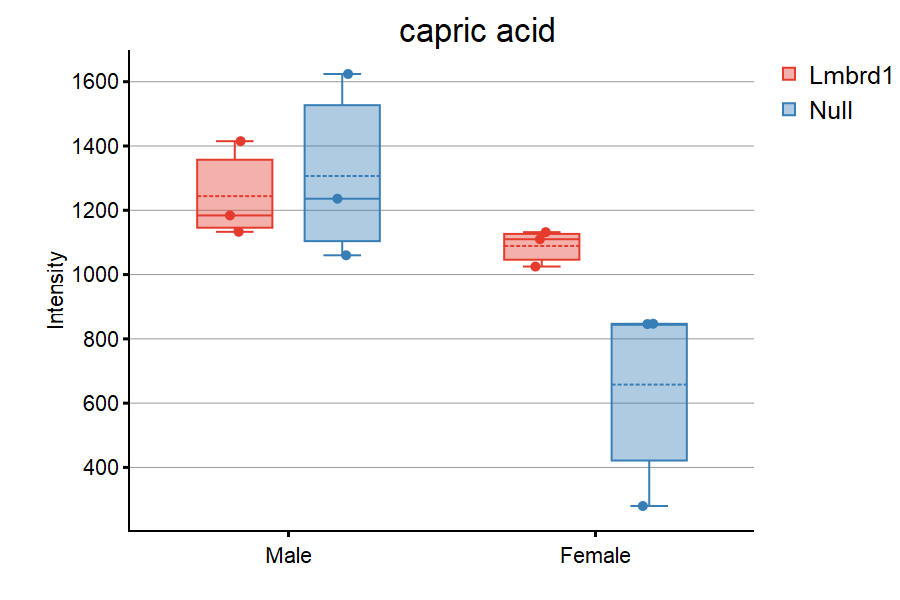 capric acid
Lmbrd1
Null
Intensity
1600
1400
1200
1000
800
600
400
Male
Female